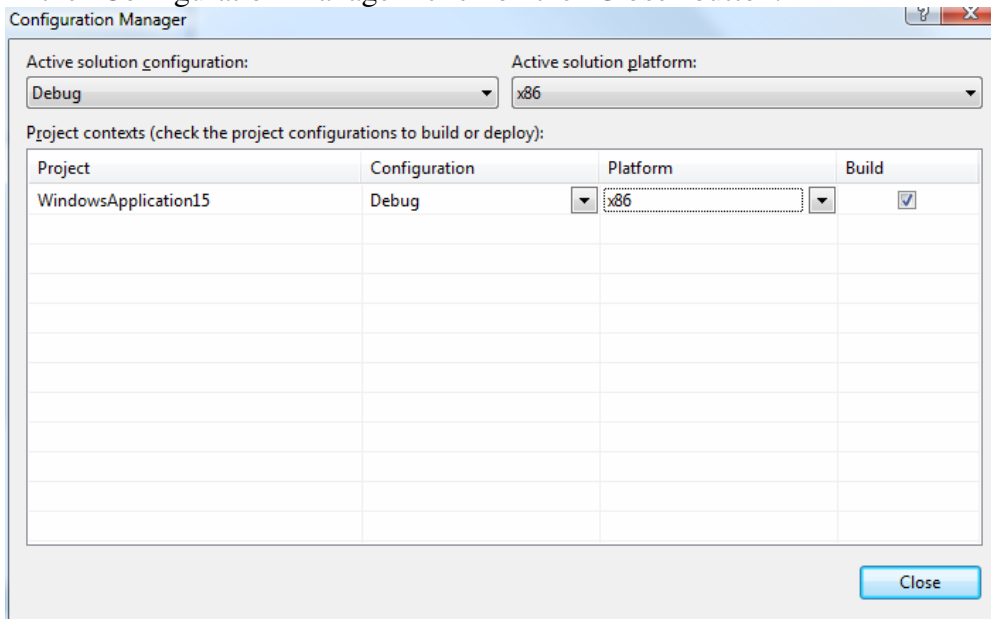 Configuration Manager
Active solution configuration: Active solution platform:
Debug x86
Project contexts (check the project configurations to build or deploy):
Project Configuration Platform Build
WindowsApplication15 Debug x86
Close